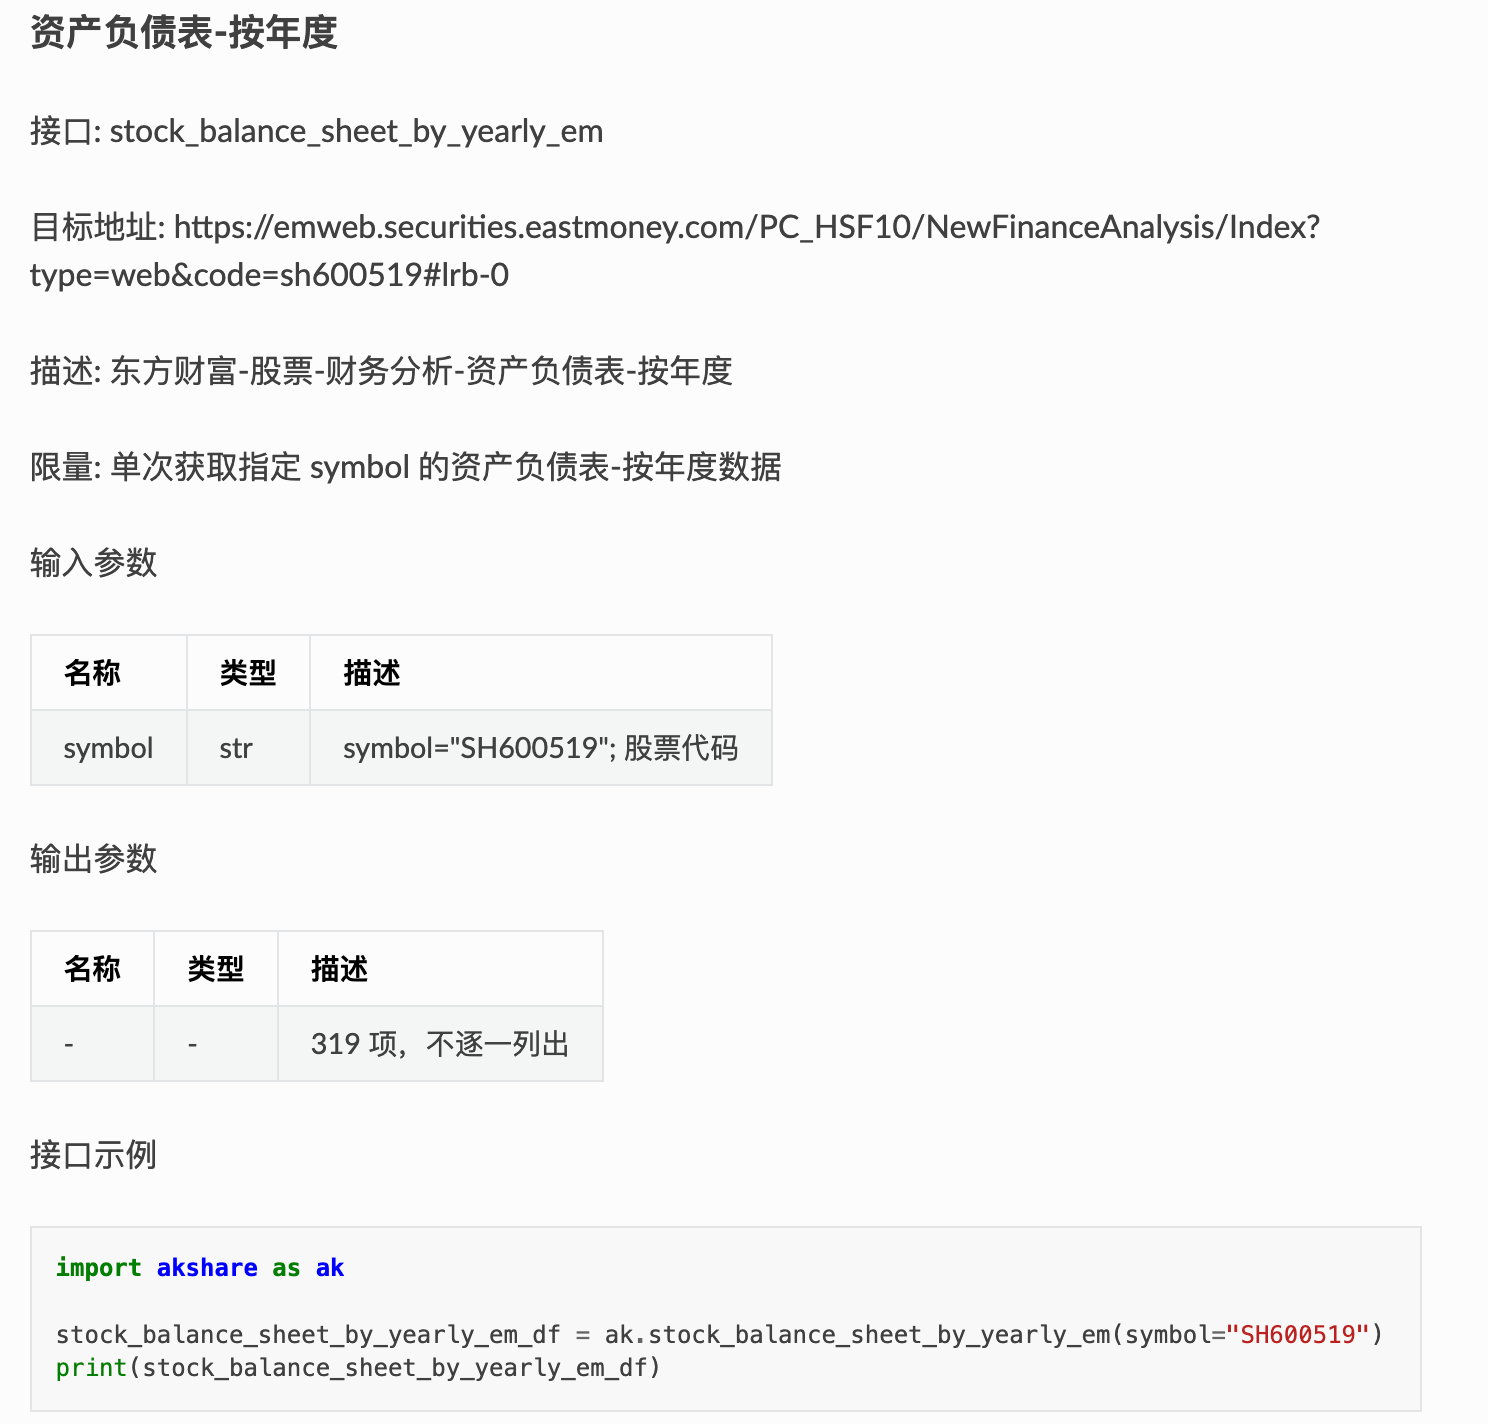 资产负债表-按年度
接口: stock_balance_sheet_by_yearly_em
目标地址: https://emweb.securities.eastmoney.com/PC_HSF10/NewFinanceAnalysis/Index?
type=web&code=sh600519#lrb-0
描述: 东方财富-股票-财务分析-资产负债表-按年度
限量: 单次获取指定 symbol 的资产负债表-按年度数据
输入参数
名称 类型 描述
symbol str symbol="SH600519"; 股票代码
输出参数
名称 类型 描述
- - 319 项，不逐一列出
接口示例
import akshare as ak
stock_balance_sheet_by_yearly_em_df = ak.stock_balance_sheet_by_yearly_em(symbol="SH600519")
print(stock_balance_sheet_by_yearly_em_df)